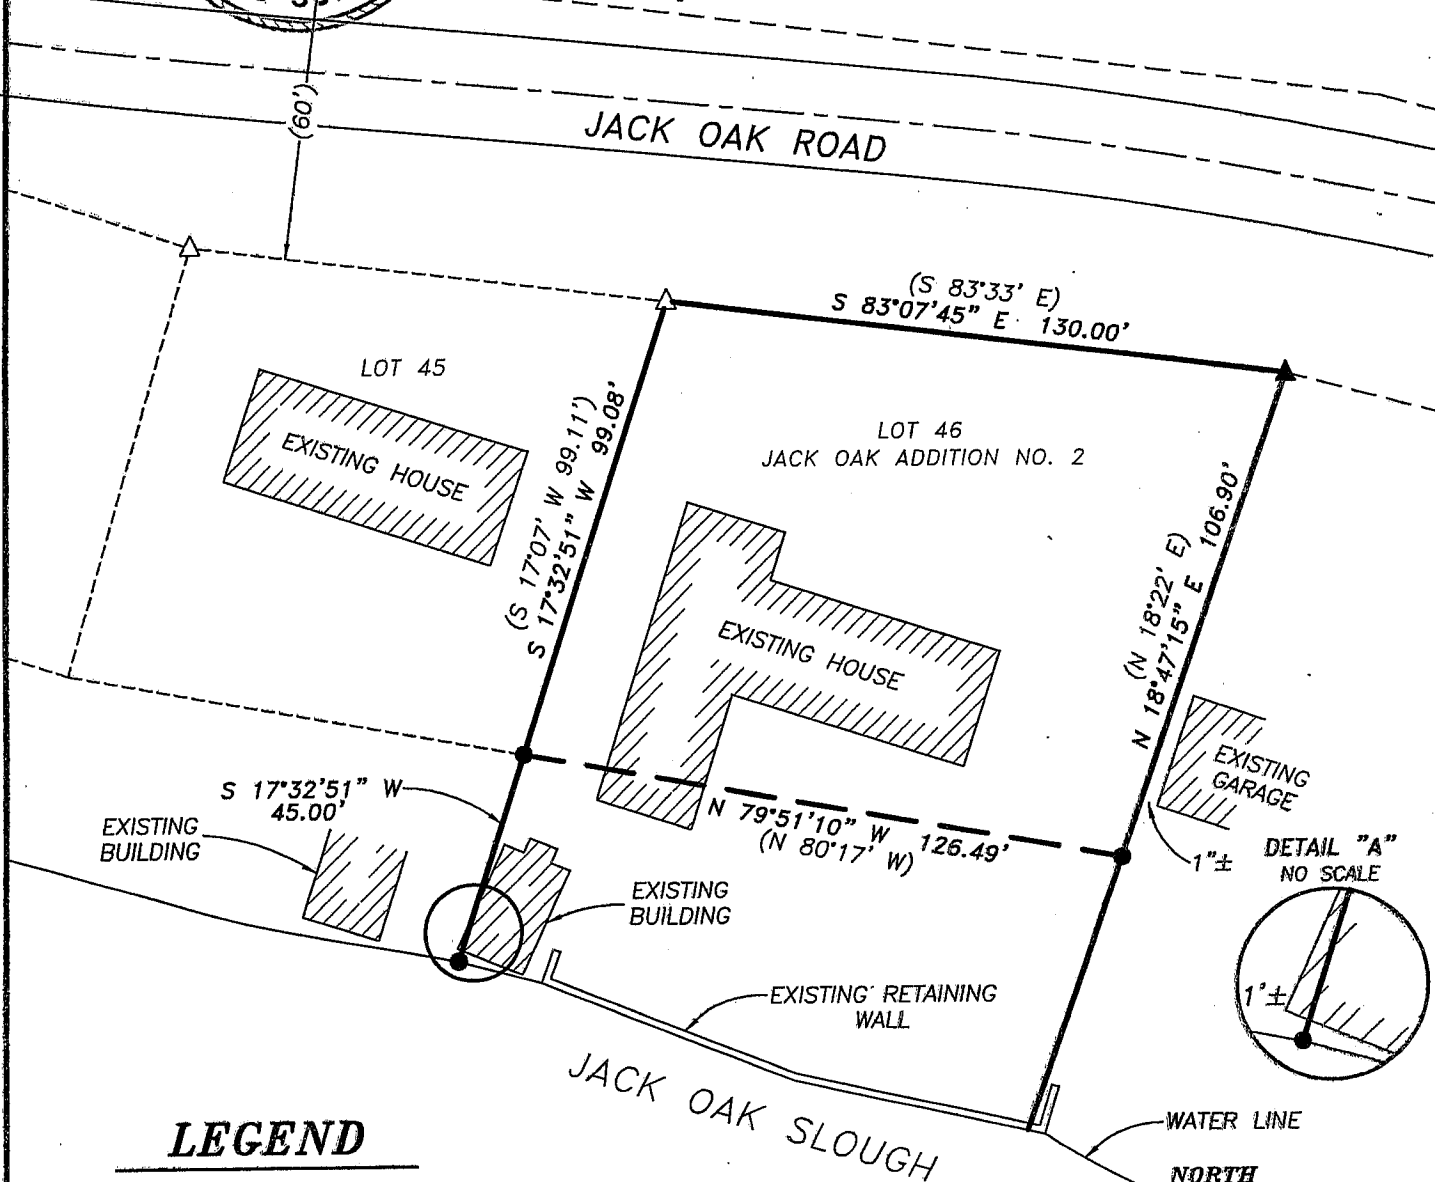 (60')
JACK OAK ROAD
(S 83°33' E)
S 83°07'45" E 130.00'
LOT 45
EXISTING HOUSE
(S 17°07' W 99.11')
S 17°32'51" W 99.08'
LOT 46
JACK OAK ADDITION NO. 2
EXISTING HOUSE
(N 18°22' E)
N 18°47'15" E 106.90'
EXISTING
GARAGE
1"±
S 17°32'51" W
45.00'
N 79°51'10" W 126.49'
(N 80°17' W)
EXISTING
BUILDING
EXISTING
BUILDING
DETAIL "A"
NO SCALE
1'±
EXISTING RETAINING
WALL
JACK OAK SLOUGH
WATER LINE
LEGEND
NORTH